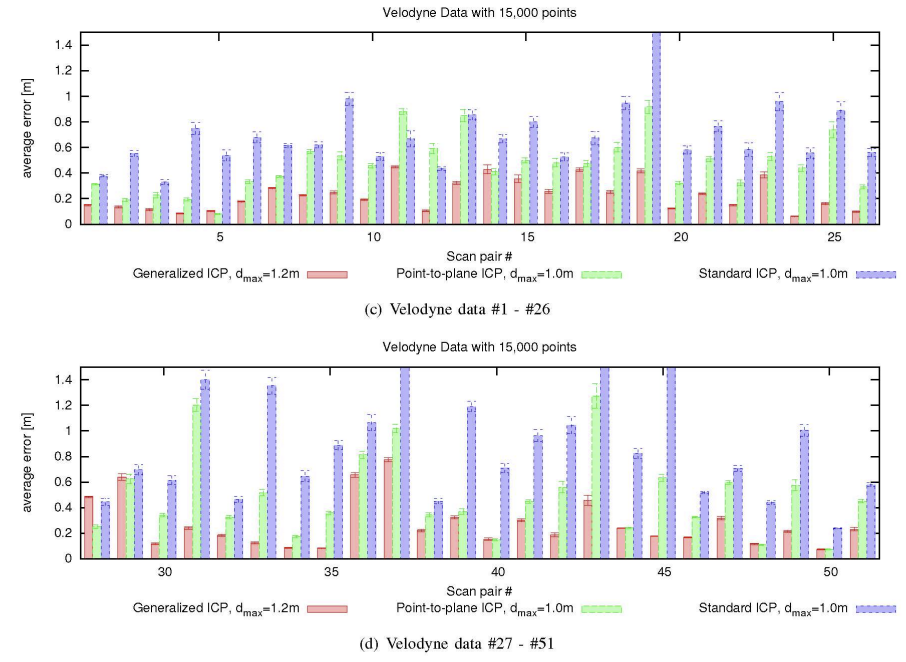 Velodyne Data with 15,000 points
1.4
1.2
1
0.8
0.6
0.4
0.2
0
average error [m]
5 10 15 20 25
Scan pair #
Generalized ICP, dmax=1.2m Point-to-plane ICP, dmax=1.0m Standard ICP, dmax=1.0m
(c) Velodyne data #1 - #26
Velodyne Data with 15,000 points
1.4
1.2
1
0.8
0.6
0.4
0.2
0
average error [m]
30 35 40 45 50
Scan pair #
Generalized ICP, dmax=1.2m Point-to-plane ICP, dmax=1.0m Standard ICP, dmax=1.0m
(d) Velodyne data #27 - #51